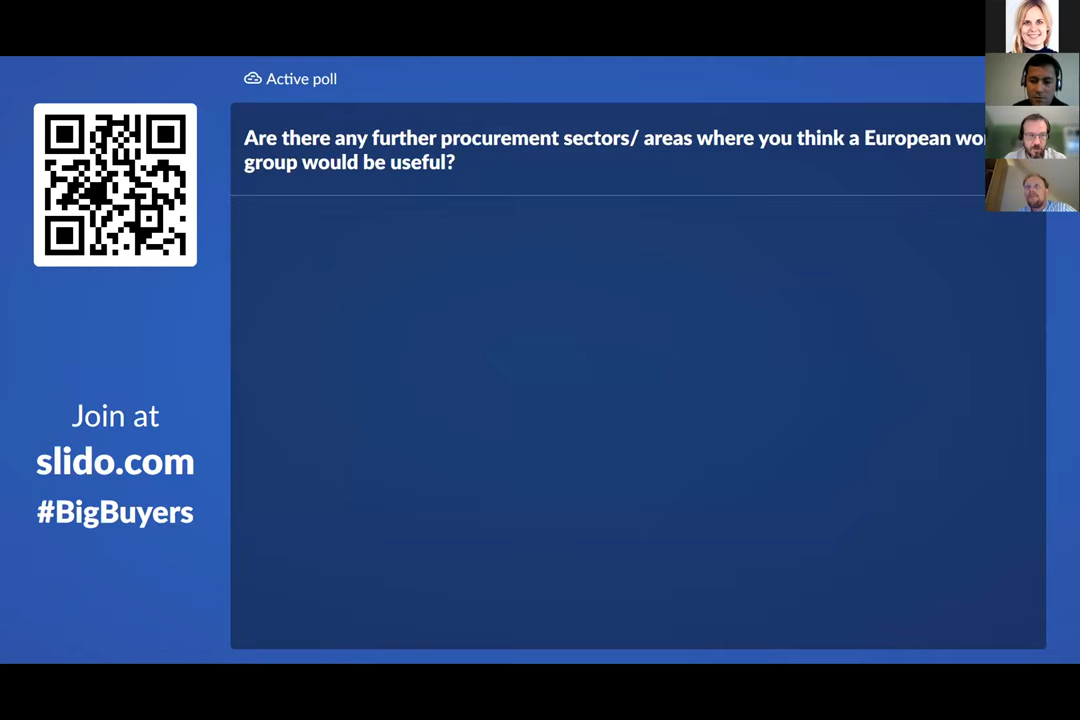 Active poll
Are there any further procurement sectors/ areas where you think a European
group would be useful?
Join at
slido.com
#BigBuyers